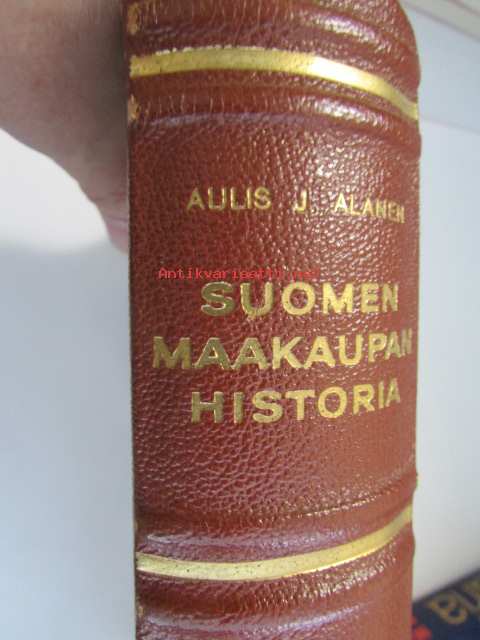 AULIS J. ALANEN
Antikvariaatti.net
SUOMEN
MAAKAUPAN
HISTORIA